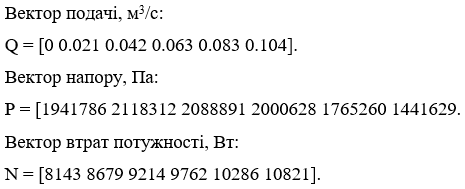 Вектор подачі, м³/с:
Q = [0 0.021 0.042 0.063 0.083 0.104].
Вектор напору, Па:
P = [1941786 2118312 2088891 2000628 1765260 1441629.
Вектор втрат потужності, Вт:
N = [8143 8679 9214 9762 10286 10821].